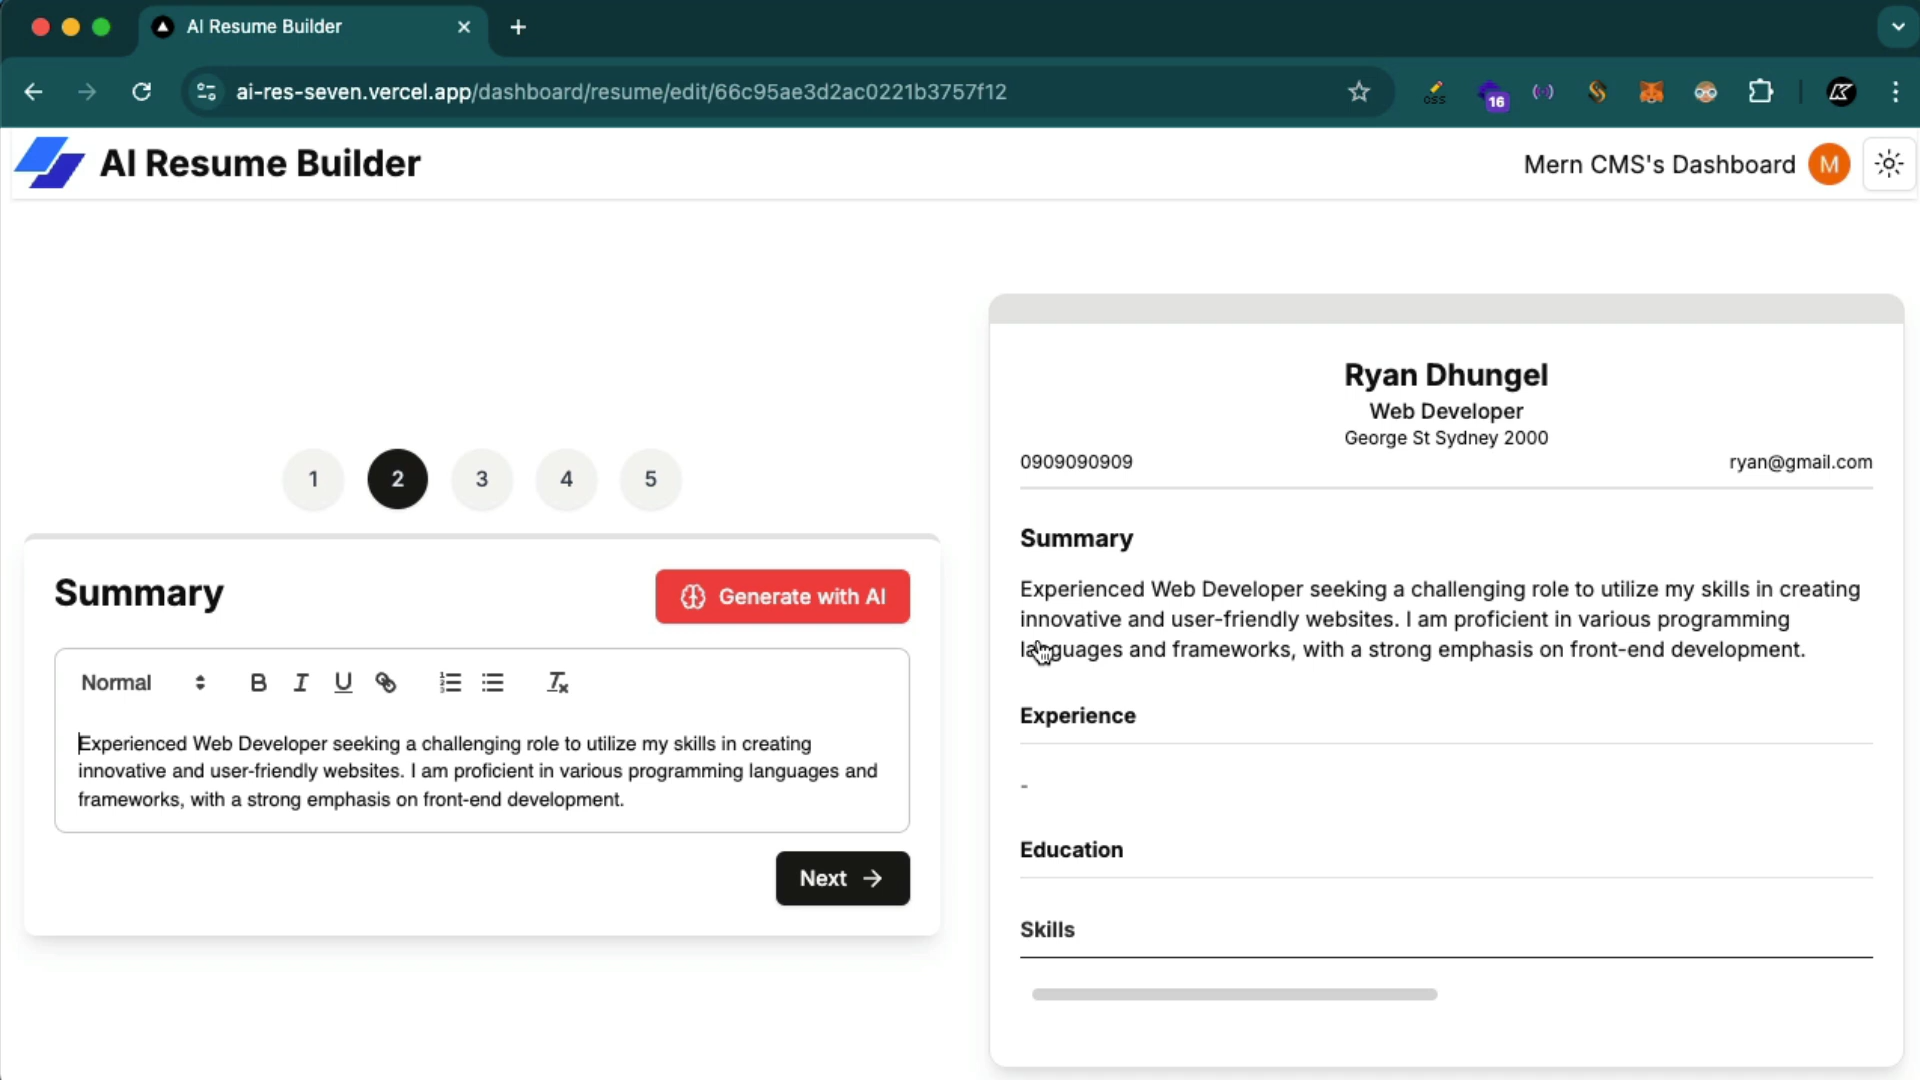 AI Resume Builder
ai-res-seven.vercel.app/dashboard/resume/edit/66c95ae3d2ac0221b3757f12
CSS
16
AI Resume Builder
Mern CMS's Dashboard
M
1
2
3
4
5
Summary
Generate with AI
Normal
Experienced Web Developer seeking a challenging role to utilize my skills in creating
innovative and user-friendly websites. I am proficient in various programming languages and
frameworks, with a strong emphasis on front-end development.
Next
Ryan Dhungel
Web Developer
George St Sydney 2000
0909090909
ryan@gmail.com
Summary
Experienced Web Developer seeking a challenging role to utilize my skills in creating
innovative and user-friendly websites. I am proficient in various programming
languages and frameworks, with a strong emphasis on front-end development.
Experience
-
Education
Skills